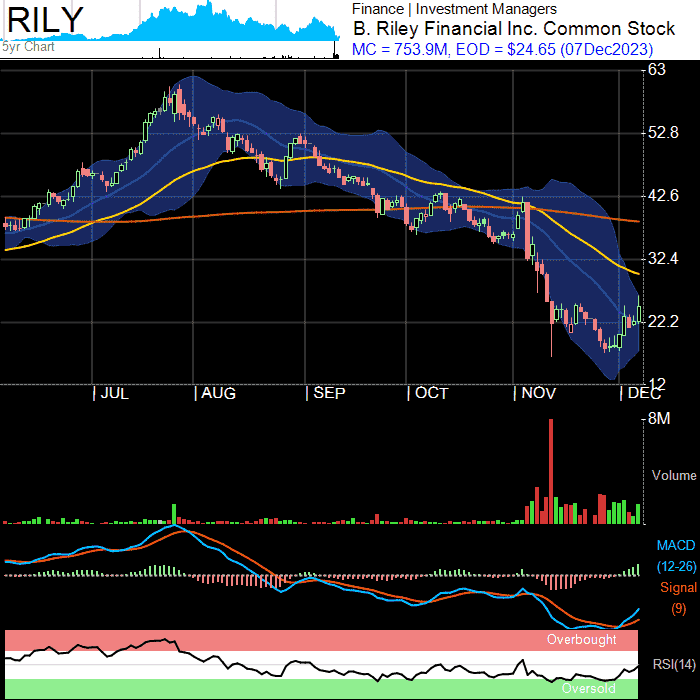 RILY
5yr Chart
Finance | Investment Managers
B. Riley Financial Inc. Common Stock
MC = 753.9M, EOD = $24.65 (07Dec2023)
63
52.8
42.6
32.4
22.2
12
| JUL | AUG | SEP | OCT | NOV | DEC
8M
Volume
MACD
(12-26)
Signal
(9)
Overbought
RSI(14)
Oversold